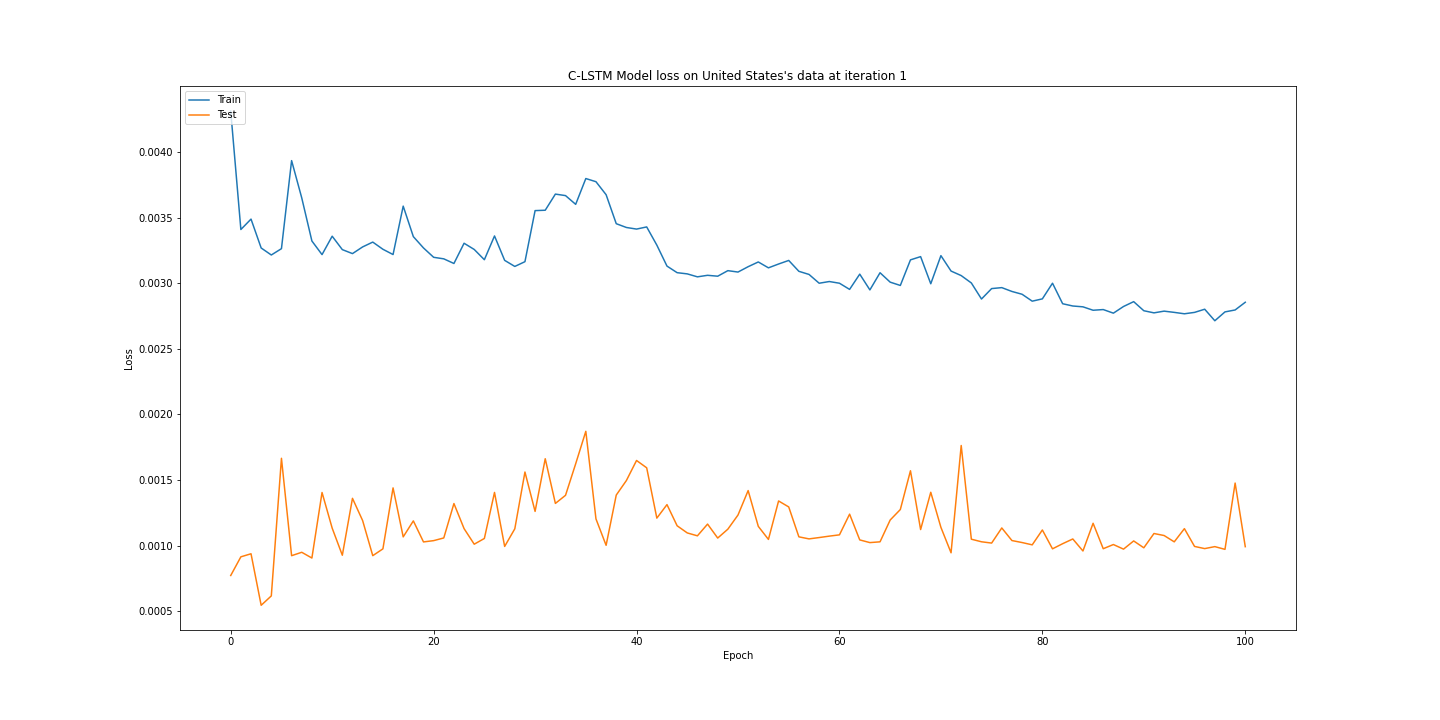 C-LSTM Model loss on United States's data at iteration 1
Train
Test
0.0040
0.0035
0.0030
0.0025
0.0020
0.0015
0.0010
0.0005
Loss
0 20 40 60 80 100
Epoch